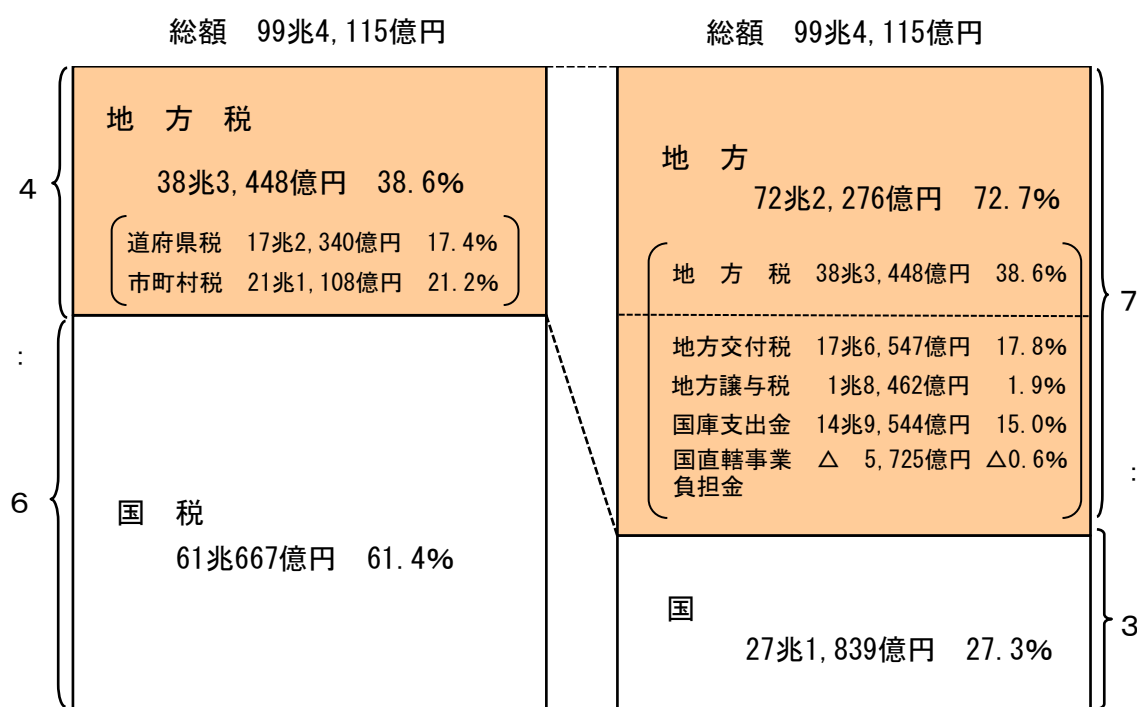 総額　99兆4,115億円
地　方　税
38兆3,448億円　38.6%
道府県税　17兆2,340億円　17.4%
市町村税　21兆1,108億円　21.2%
国　税
61兆667億円　61.4%
4
:
6
総額　99兆4,115億円
地　方
72兆2,276億円　72.7%
地　方　税　38兆3,448億円　38.6%
地方交付税　17兆6,547億円　17.8%
地方譲与税　1兆8,462億円　1.9%
国庫支出金　14兆9,544億円　15.0%
国直轄事業　△　5,725億円　△0.6%
負担金
国
27兆1,839億円　27.3%
7
:
3